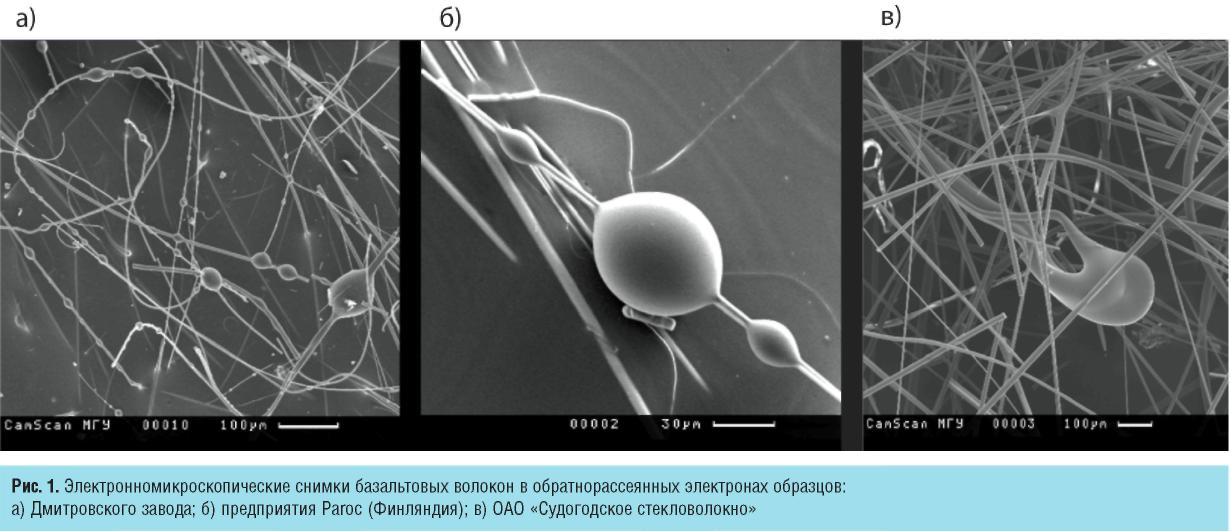 а)
б)
в)
CamScan МГУ 00010 100µm
00002 30µm
CamScan МГУ 00003 100µm
Рис. 1. Электронномикроскопические снимки базальтовых волокон в обратнорассеянных электронах образцов:
а) Дмитровского завода; б) предприятия Paroc (Финляндия); в) ОАО «Судогодское стекловолокно»